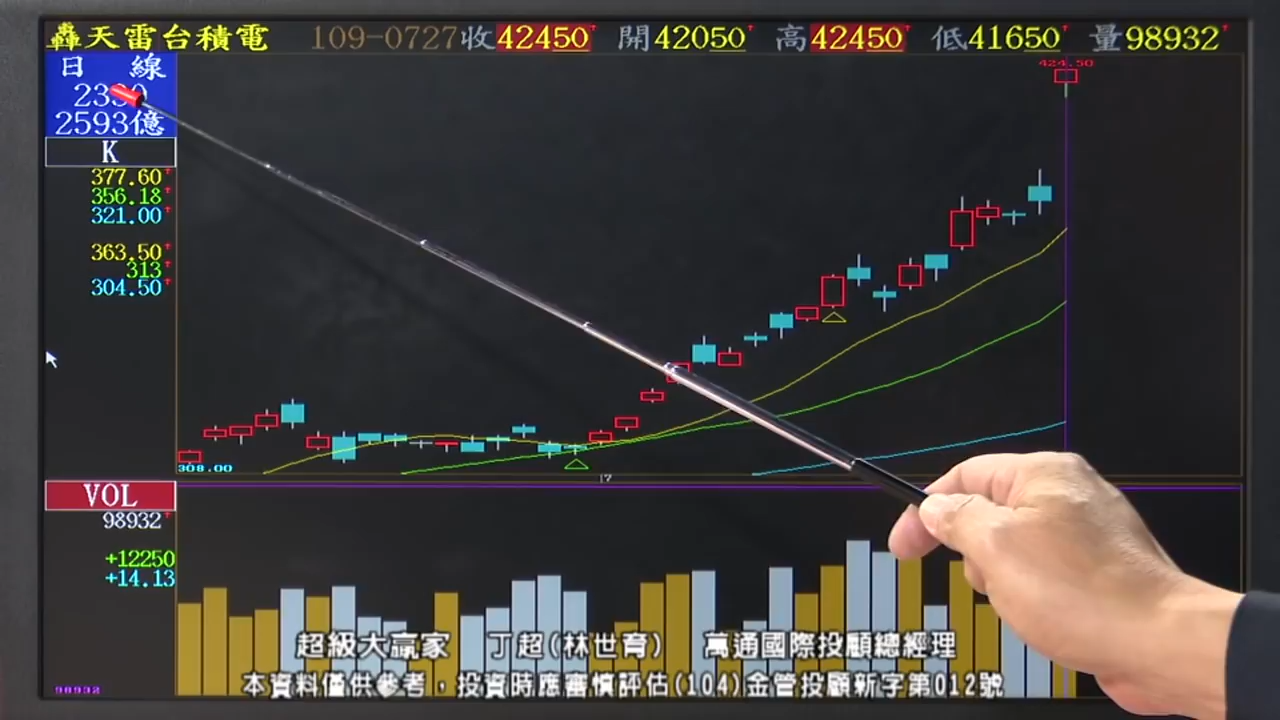 轟天雷台積電 109-0727收42450↑ 開42050↑ 高42450↑ 低41650↑ 量98932↑
日 線
2330
2593億
K
377.60↑
356.18↑
321.00↑
363.50↑
313↑
304.50↑
424.50
308.00
7
VOL
98932↑
+12250
+14.13
98932
超級大贏家 丁超(林世育) 萬通國際投顧總經理
本資料僅供參考，投資時應審慎評估(104)金管投顧新字第012號